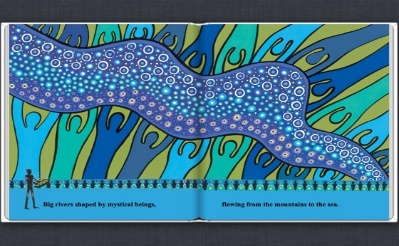 Big rivers shaped by mystical beings,
flowing from the mountains to the sea.